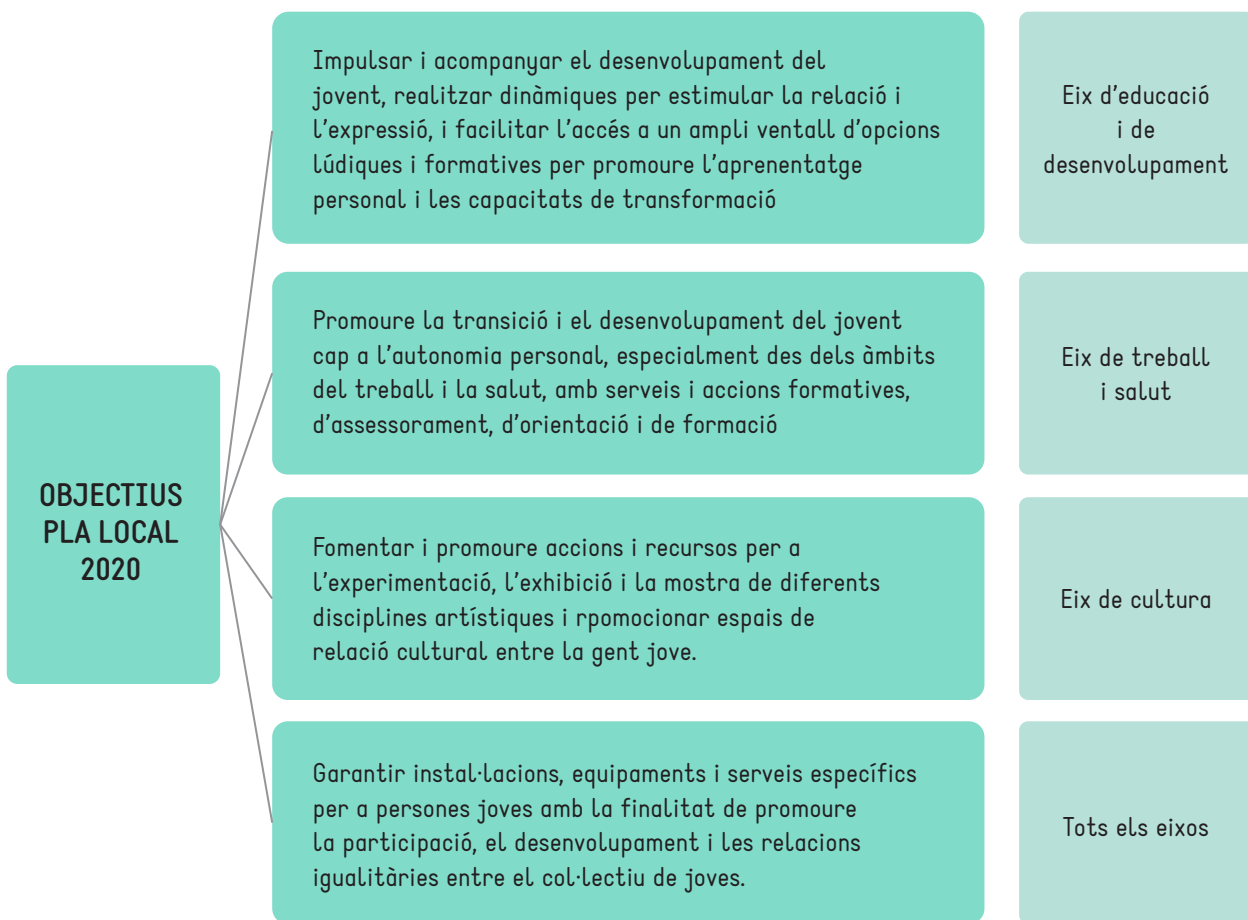 Impulsar i acompanyar el desenvolupament del
jovent, realitzar dinàmiques per estimular la relació i
l’expressió, i facilitar l’accés a un ampli ventall d’opcions
lúdiques i formatives per promoure l’aprenentatge
personal i les capacitats de transformació
Eix d’educació
i de
desenvolupament
Promoure la transició i el desenvolupament del jovent
cap a l’autonomia personal, especialment des dels àmbits
del treball i la salut, amb serveis i accions formatives,
d’assessorament, d’orientació i de formació
Eix de treball
i salut
OBJECTIUS
PLA LOCAL
2020
Fomentar i promoure accions i recursos per a
l’experimentació, l’exhibició i la mostra de diferents
disciplines artístiques i rpomocionar espais de
relació cultural entre la gent jove.
Eix de cultura
Garantir instal·lacions, equipaments i serveis específics
per a persones joves amb la finalitat de promoure
la participació, el desenvolupament i les relacions
igualitàries entre el col·lectiu de joves.
Tots els eixos